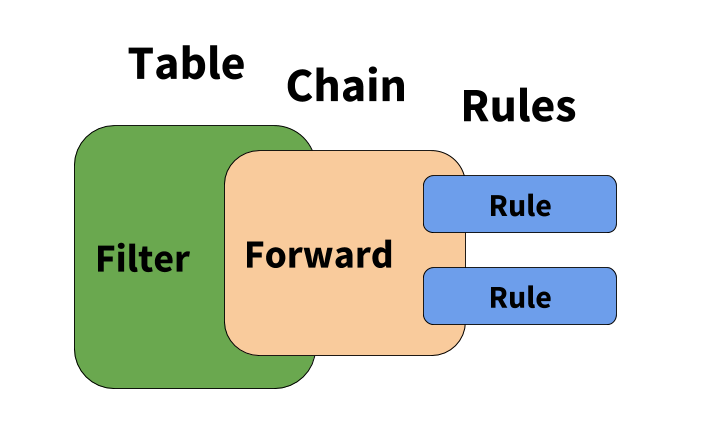 Table
Chain
Rules
Filter
Forward
Rule
Rule